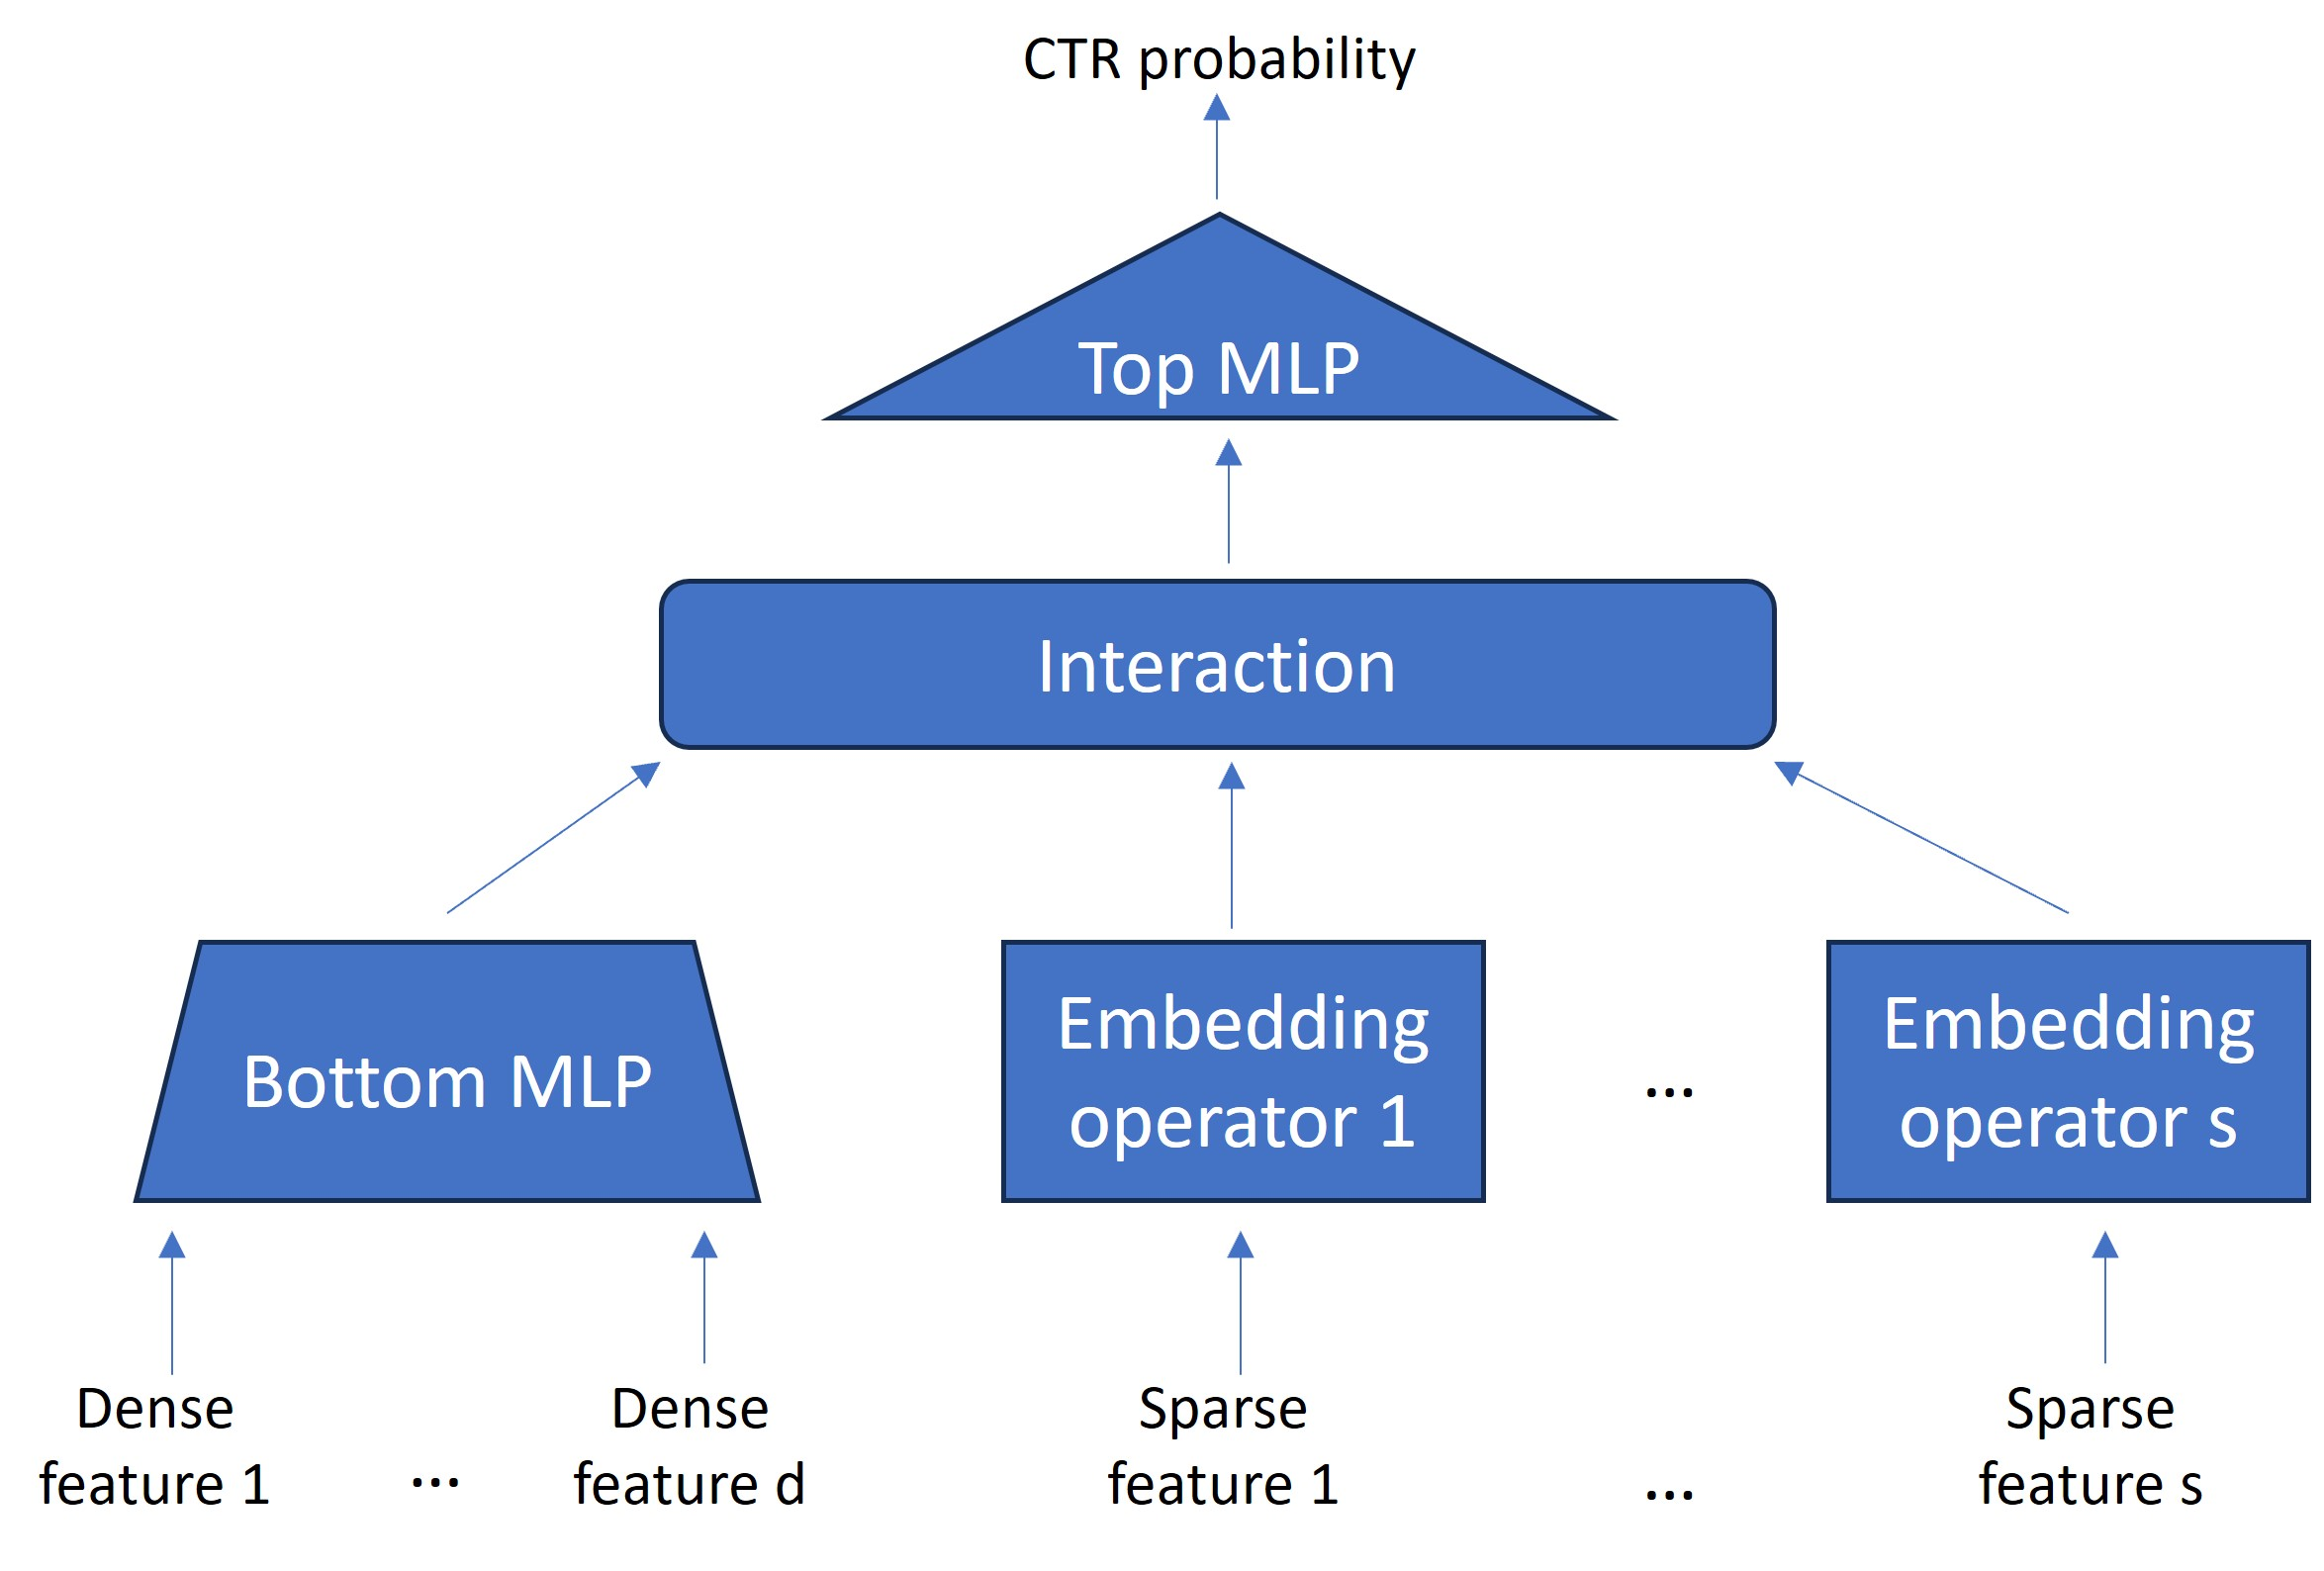 CTR probability
Top MLP
Interaction
Bottom MLP
Embedding
operator 1
...
Embedding
operator s
Dense
feature 1
...
Dense
feature d
Sparse
feature 1
...
Sparse
feature s